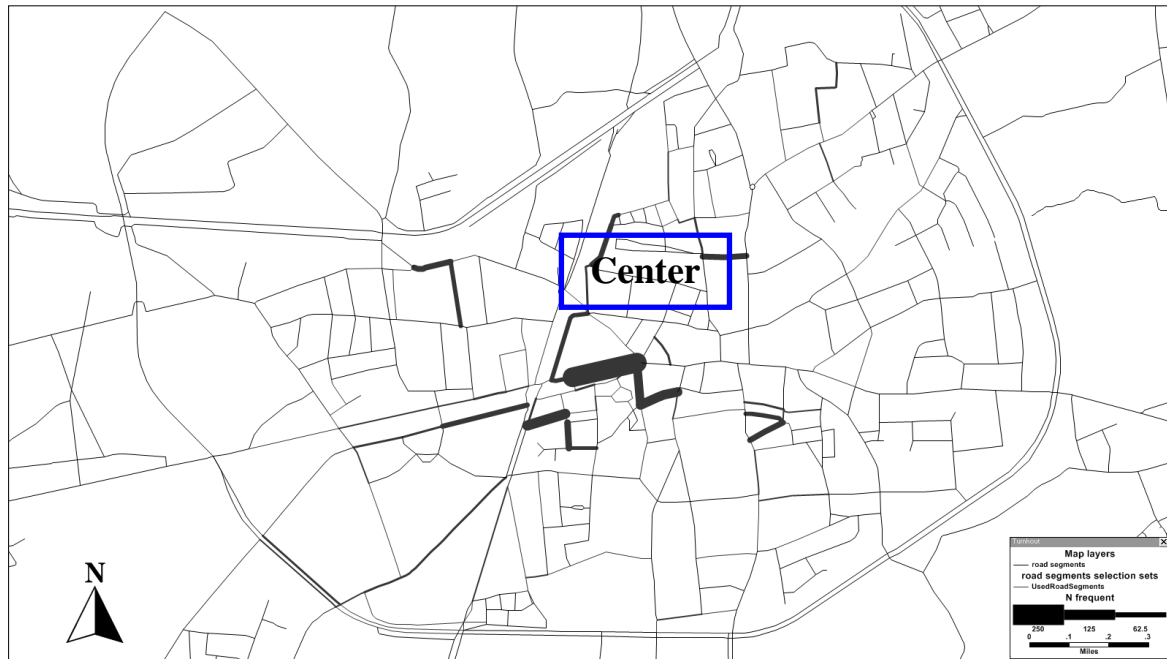 Center
N
Turnhout
Map layers
road segments
road segments selection sets
UsedRoadSegments
N frequent
250 125 62.5
0 .1 .2 .3
Miles